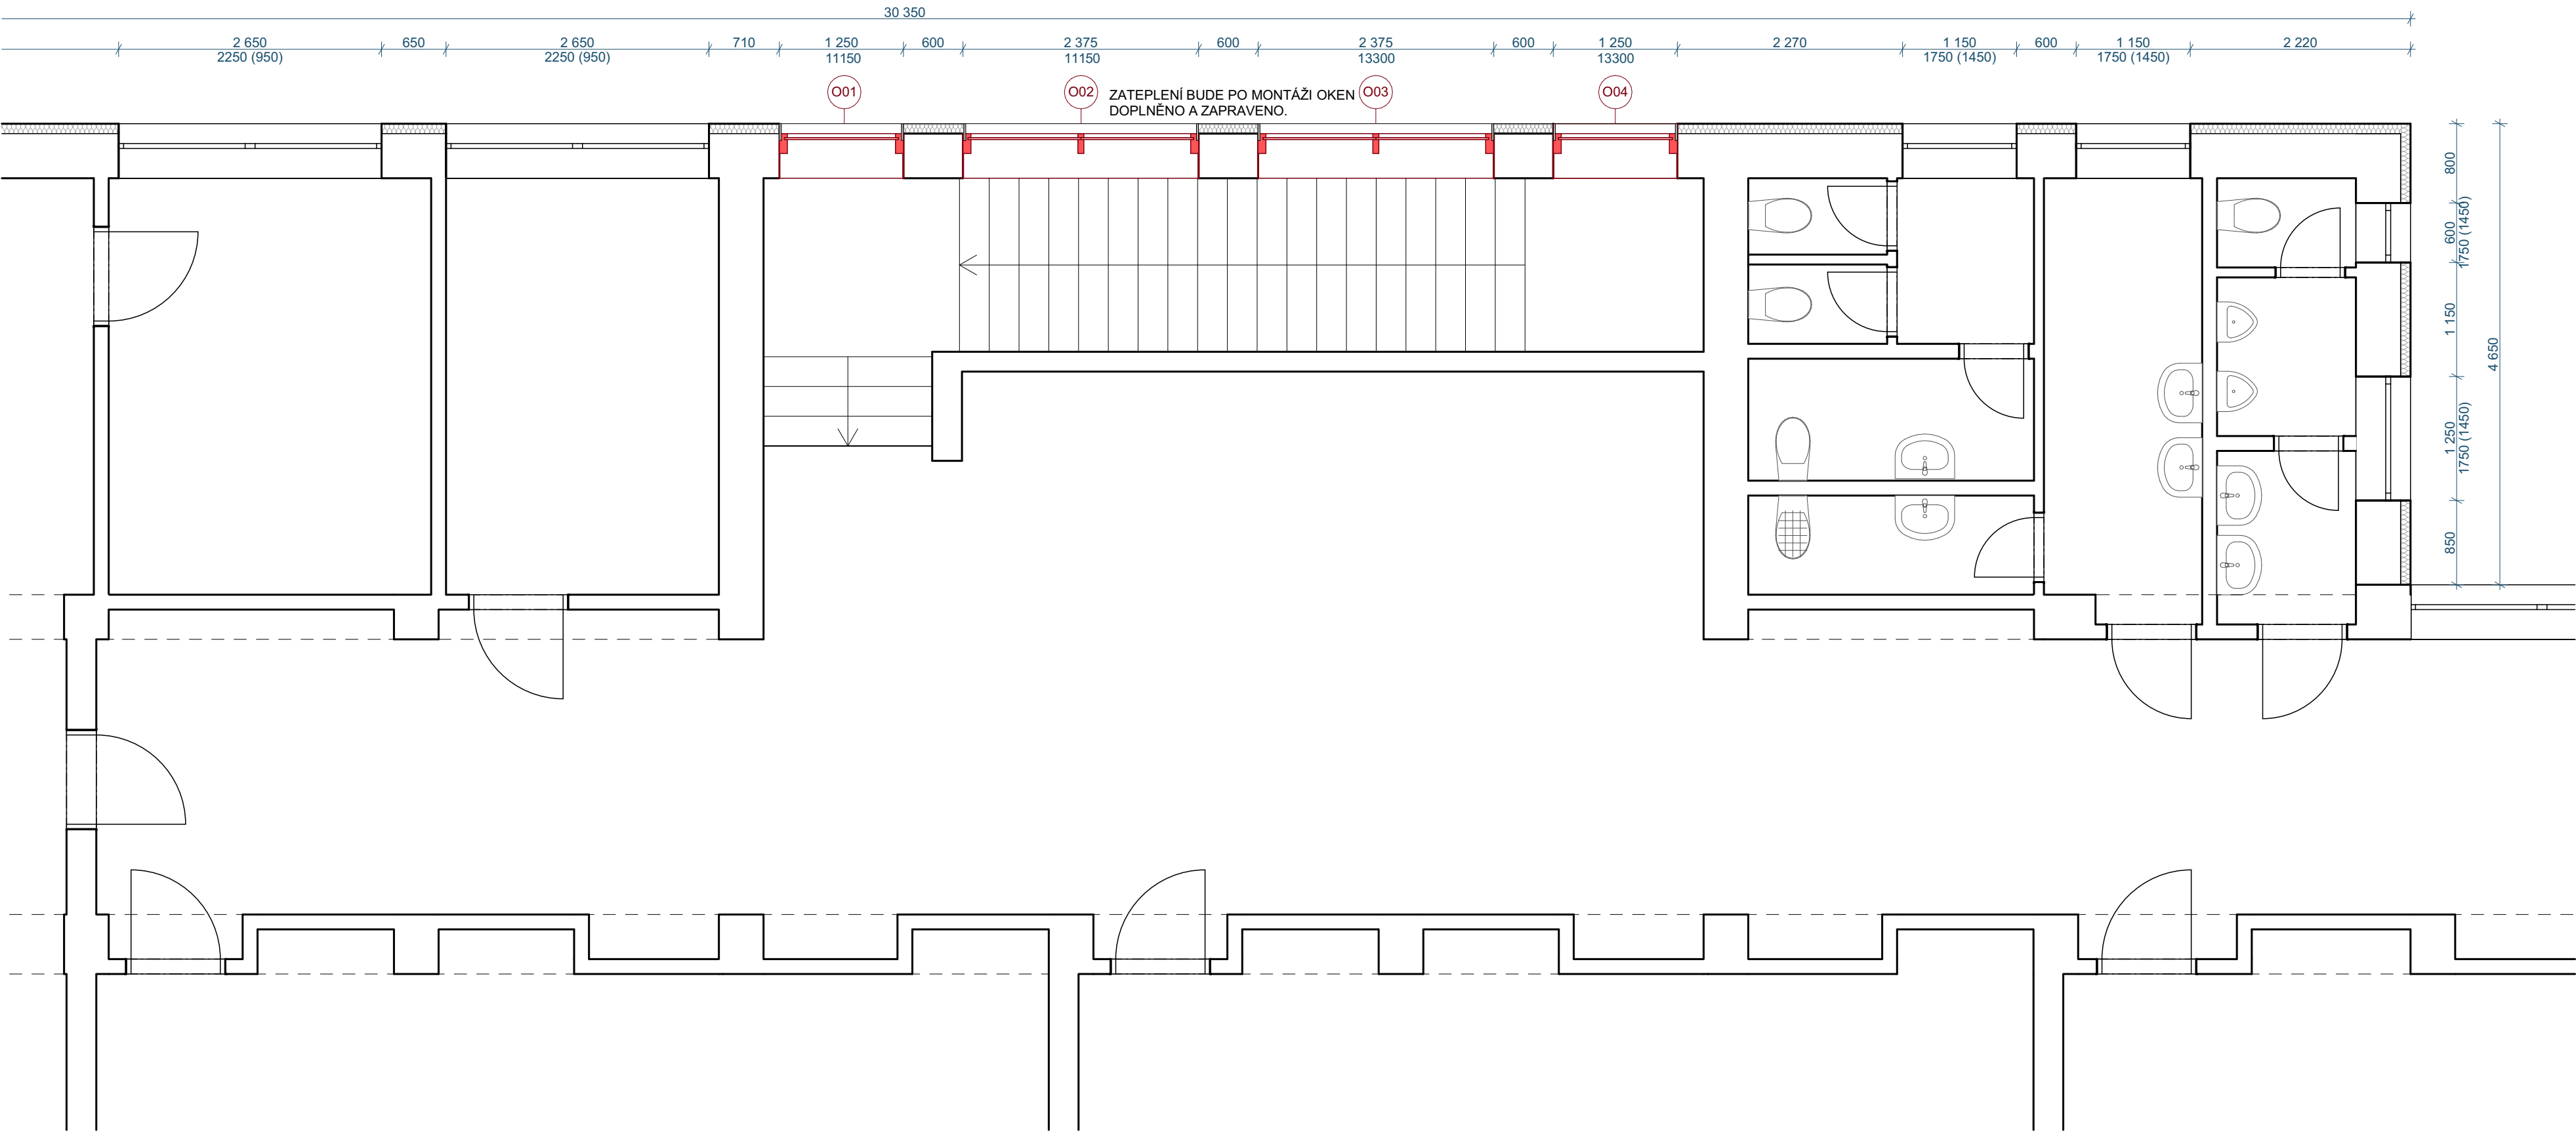 30 350
2 650 650 2 650 710 1 250 600 2 375 600 2 375 600 1 250 2 270 1 150 600 1 150 2 220
2250 (950) 2250 (950) 11150 11150 13300 13300 1750 (1450) 1750 (1450)
O01 O02 O03 O04
ZATEPLENÍ BUDE PO MONTÁŽI OKEN
DOPLNĚNO A ZAPRAVENO.
800
600
1750 (1450)
1 150
4 650
1 250
1750 (1450)
850